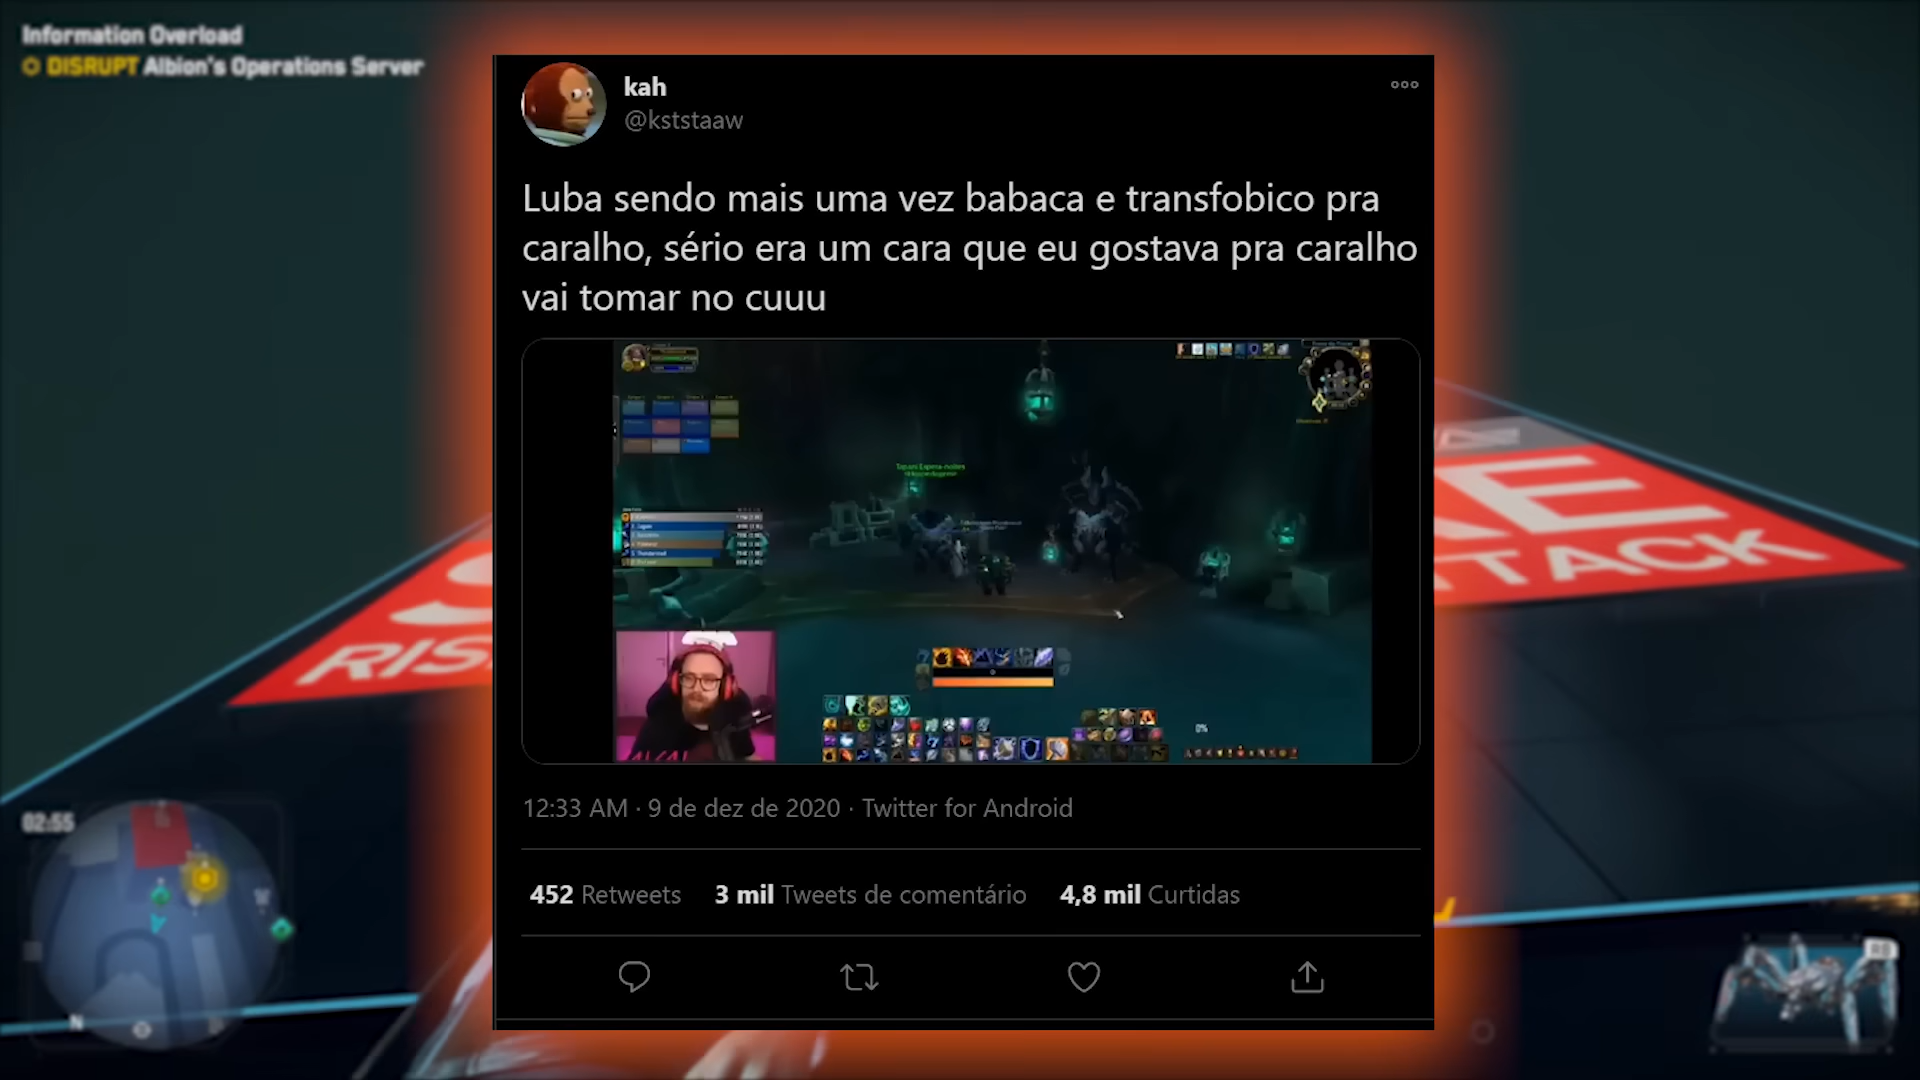 Information Overload
DISRUPT Albion's Operations Server
kah
@kststaaw
Luba sendo mais uma vez babaca e transfobico pra
caralho, sério era um cara que eu gostava pra caralho
vai tomar no cuuu
0%
12:33 AM · 9 de dez de 2020 · Twitter for Android
452 Retweets 3 mil Tweets de comentário 4,8 mil Curtidas
02:55
N
RB